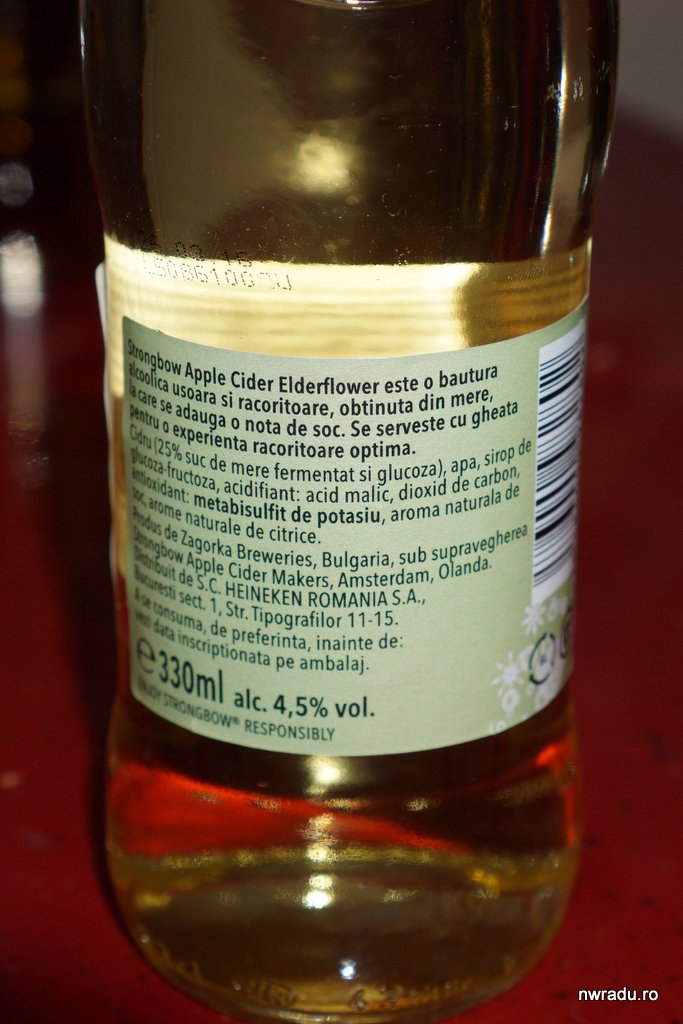 03 16
Strongbow Apple Cider Elderflower este o bautura
alcoolica usoara si racoritoare, obtinuta din mere,
la care se adauga o nota de soc. Se serveste cu gheata
pentru o experienta racoritoare optima.
Cidru (25% suc de mere fermentat si glucoza), apa, sirop de
glucoza-fructoza, acidifiant: acid malic, dioxid de carbon,
antioxidant: metabisulfit de potasiu, aroma naturala de
soc, arome naturale de citrice.
Produs de Zagorka Breweries, Bulgaria, sub supravegherea
Strongbow Apple Cider Makers, Amsterdam, Olanda.
Distribuit de S.C. HEINEKEN ROMANIA S.A.,
Bucuresti sect. 1, Str. Tipografilor 11-15.
A se consuma, de preferinta, inainte de:
vezi data inscriptionata pe ambalaj.
℮330ml alc. 4,5% vol.
ENJOY STRONGBOW® RESPONSIBLY
nwradu.ro